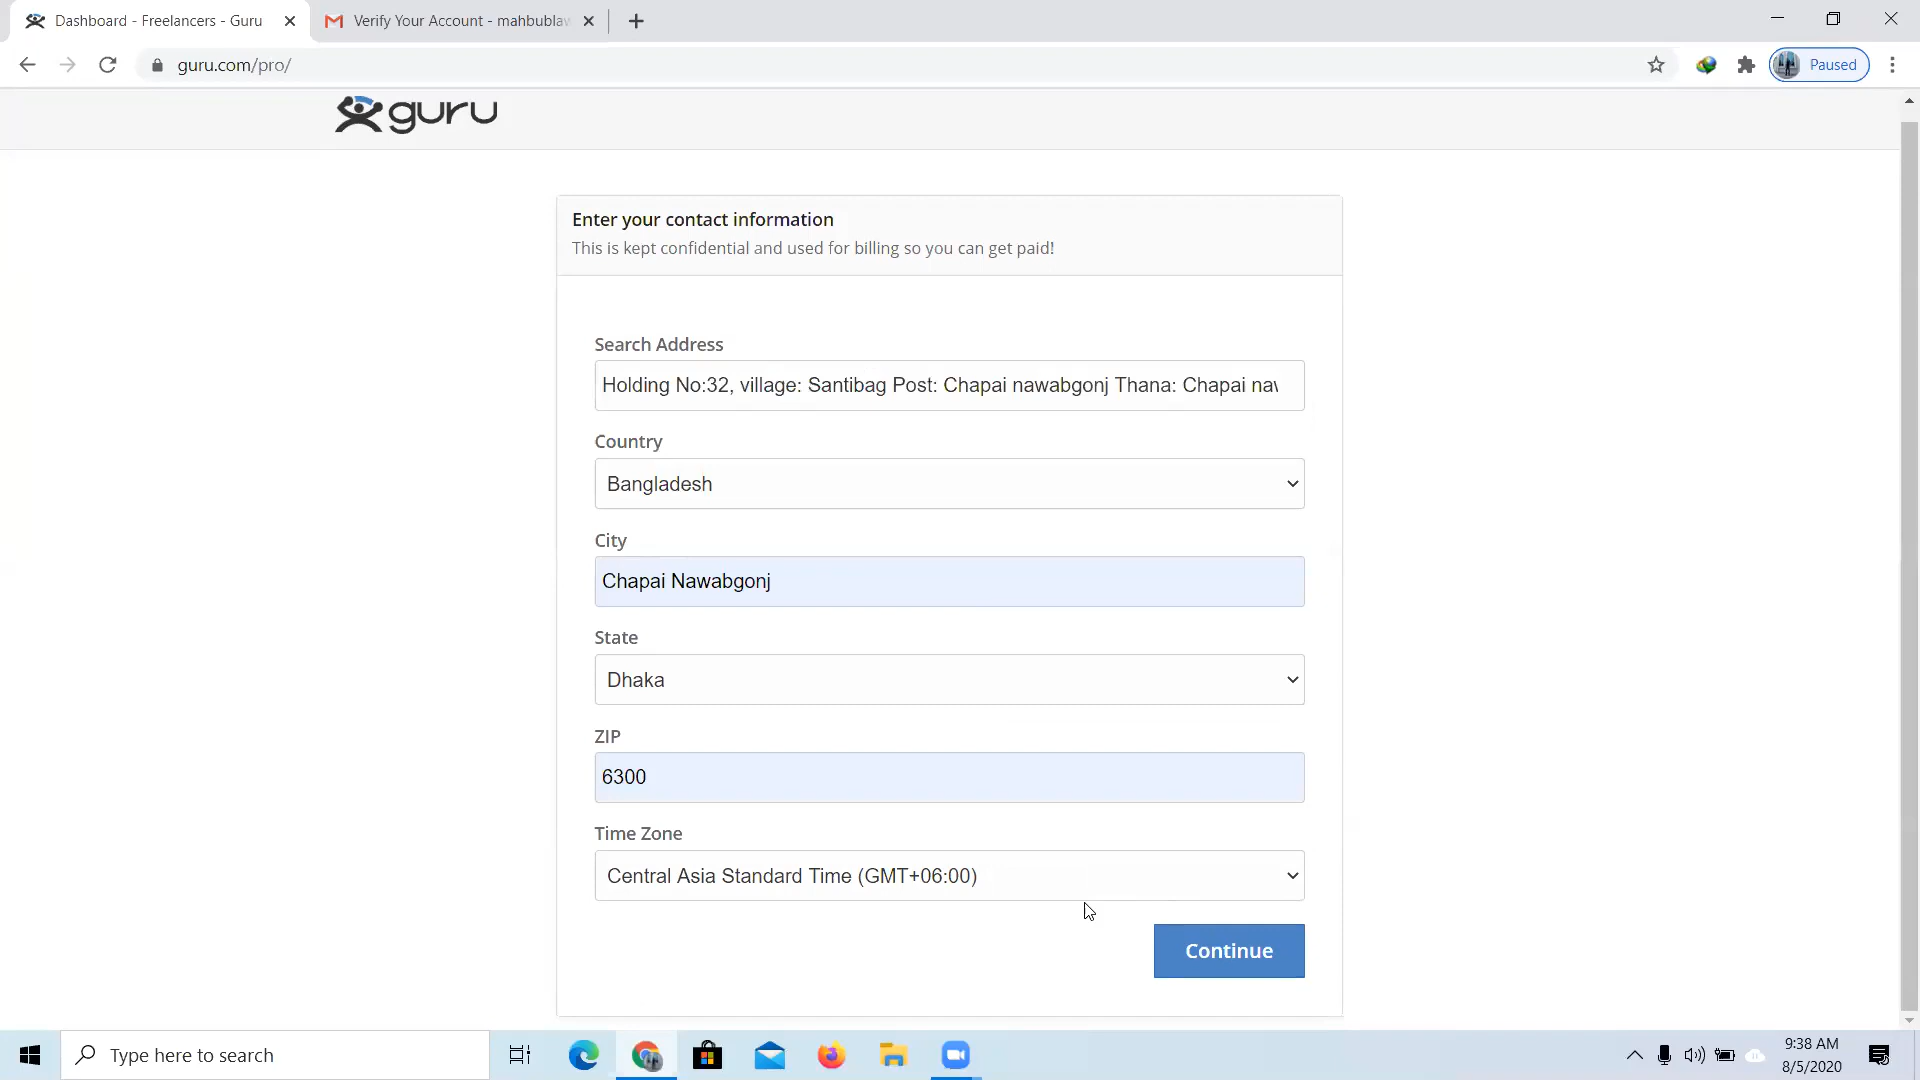 Dashboard - Freelancers - Guru
Verify Your Account - mahbubla
guru.com/pro/
Paused
guru
Enter your contact information
This is kept confidential and used for billing so you can get paid!
Search Address
Holding No:32, village: Santibag Post: Chapai nawabgonj Thana: Chapai na
Country
Bangladesh
City
Chapai Nawabgonj
State
Dhaka
ZIP
6300
Time Zone
Central Asia Standard Time (GMT+06:00)
Continue
Type here to search
9:38 AM
8/5/2020